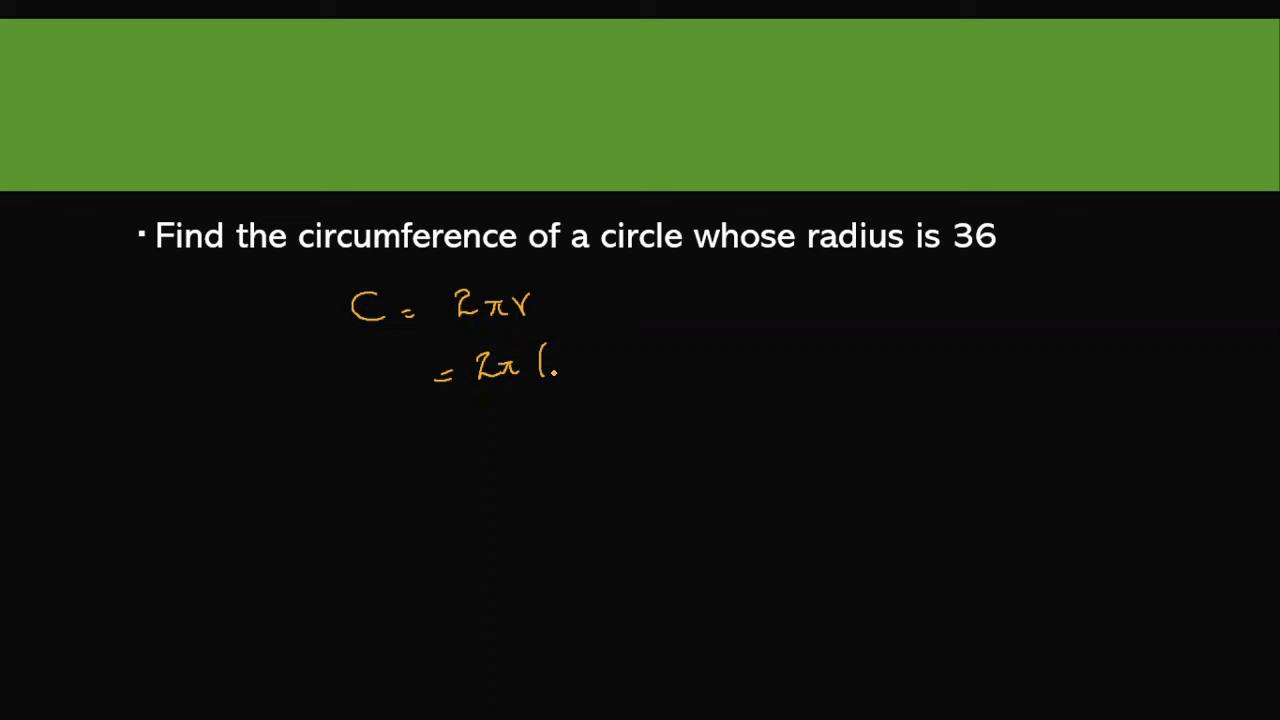 · Find the circumference of a circle whose radius is 36
C = 2πr
= 2π (